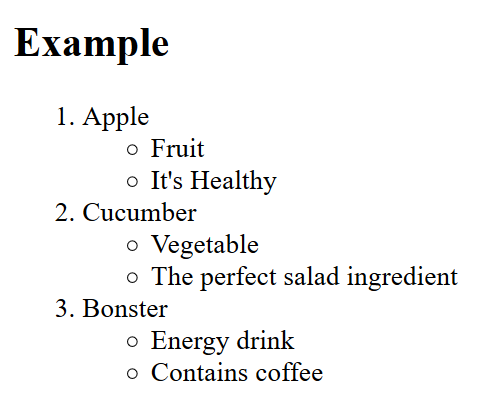 Example
1. Apple
○ Fruit
○ It's Healthy
2. Cucumber
○ Vegetable
○ The perfect salad ingredient
3. Bonster
○ Energy drink
○ Contains coffee